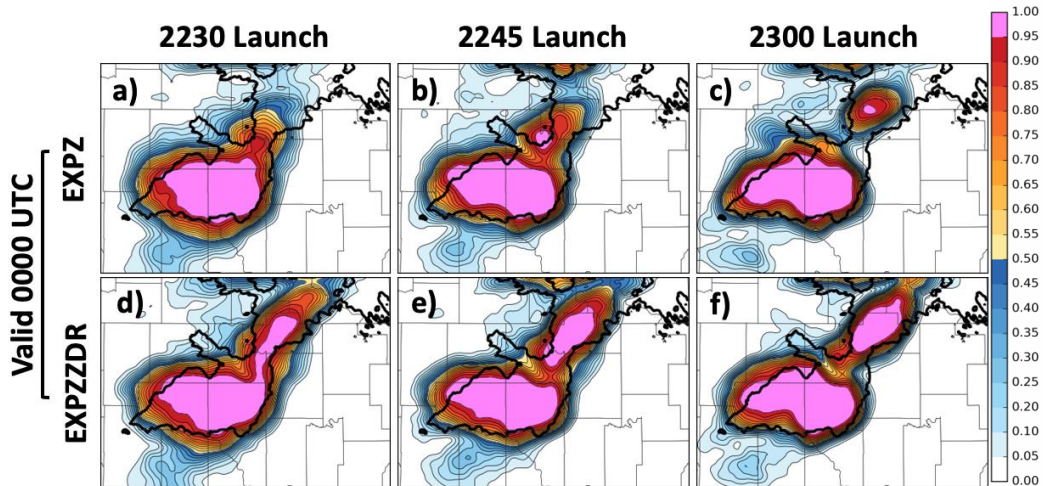 2230 Launch
2245 Launch
2300 Launch
a)
b)
c)
d)
e)
f)
Valid 0000 UTC
EXPZ
EXPZZDR
1.00
0.95
0.90
0.85
0.80
0.75
0.70
0.65
0.60
0.55
0.50
0.45
0.40
0.35
0.30
0.25
0.20
0.15
0.10
0.05
0.00